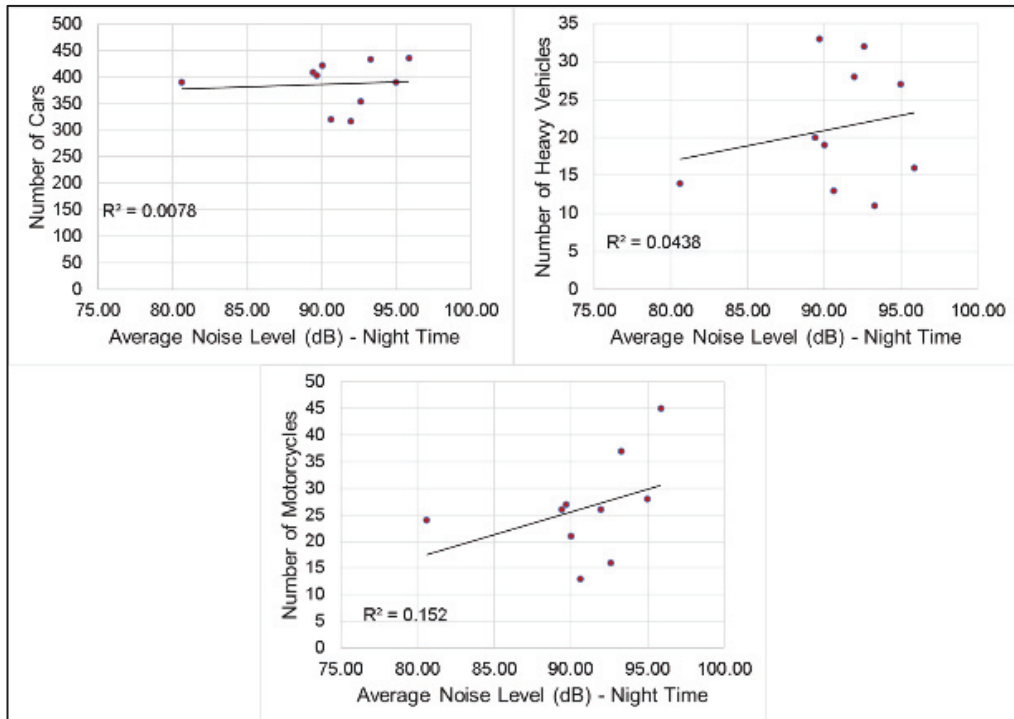 500
450
400
350
300
250
200
150
100
50
0
Number of Cars
R² = 0.0078
75.00 80.00 85.00 90.00 95.00 100.00
Average Noise Level (dB) - Night Time
35
30
25
20
15
10
5
0
Number of Heavy Vehicles
R² = 0.0438
75.00 80.00 85.00 90.00 95.00 100.00
Average Noise Level (dB) - Night Time
50
45
40
35
30
25
20
15
10
5
0
Number of Motorcycles
R² = 0.152
75.00 80.00 85.00 90.00 95.00 100.00
Average Noise Level (dB) - Night Time